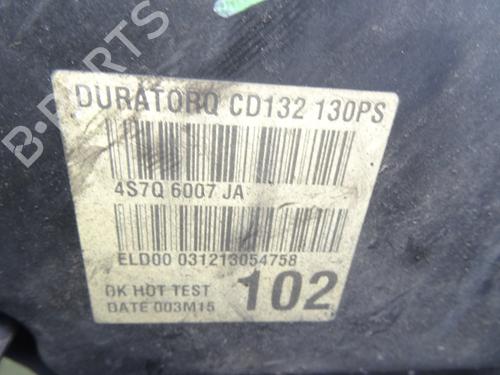 B-PARTS
DURATORQ CD132 130PS
4S7Q 6007 JA
ELD00 031213054758
OK HOT TEST 102
DATE 003M15